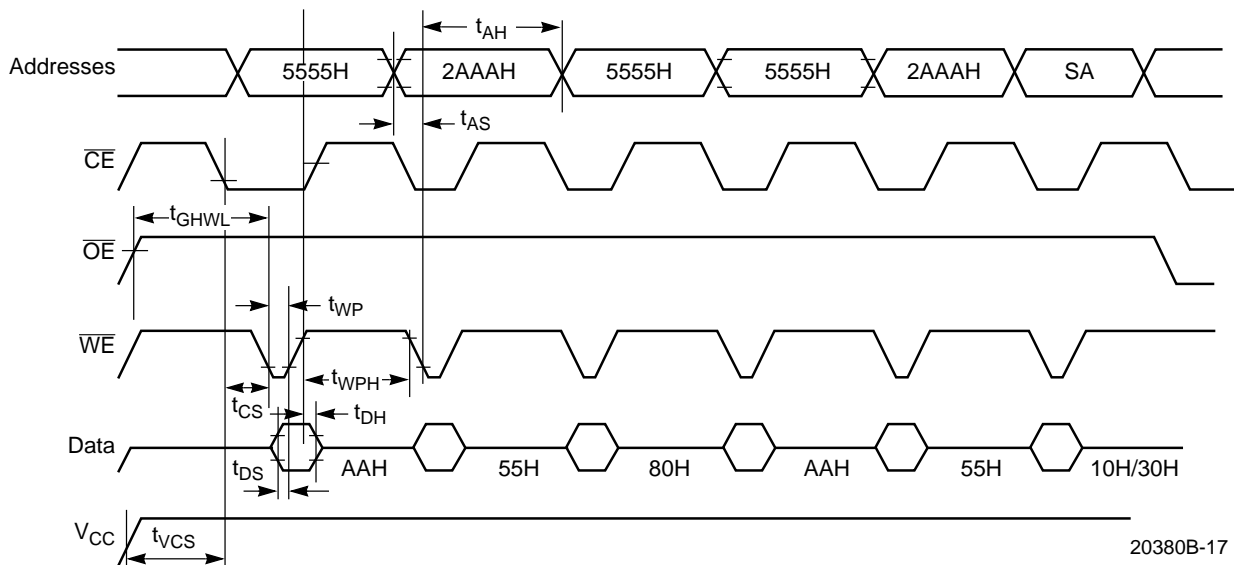 tAH
Addresses 5555H 2AAAH 5555H 5555H 2AAAH SA
tAS
CE
tGHWL
OE
tWP
WE
tWPH
tCS tDH
Data
tDS AAH 55H 80H AAH 55H 10H/30H
VCC tVCS
20380B-17